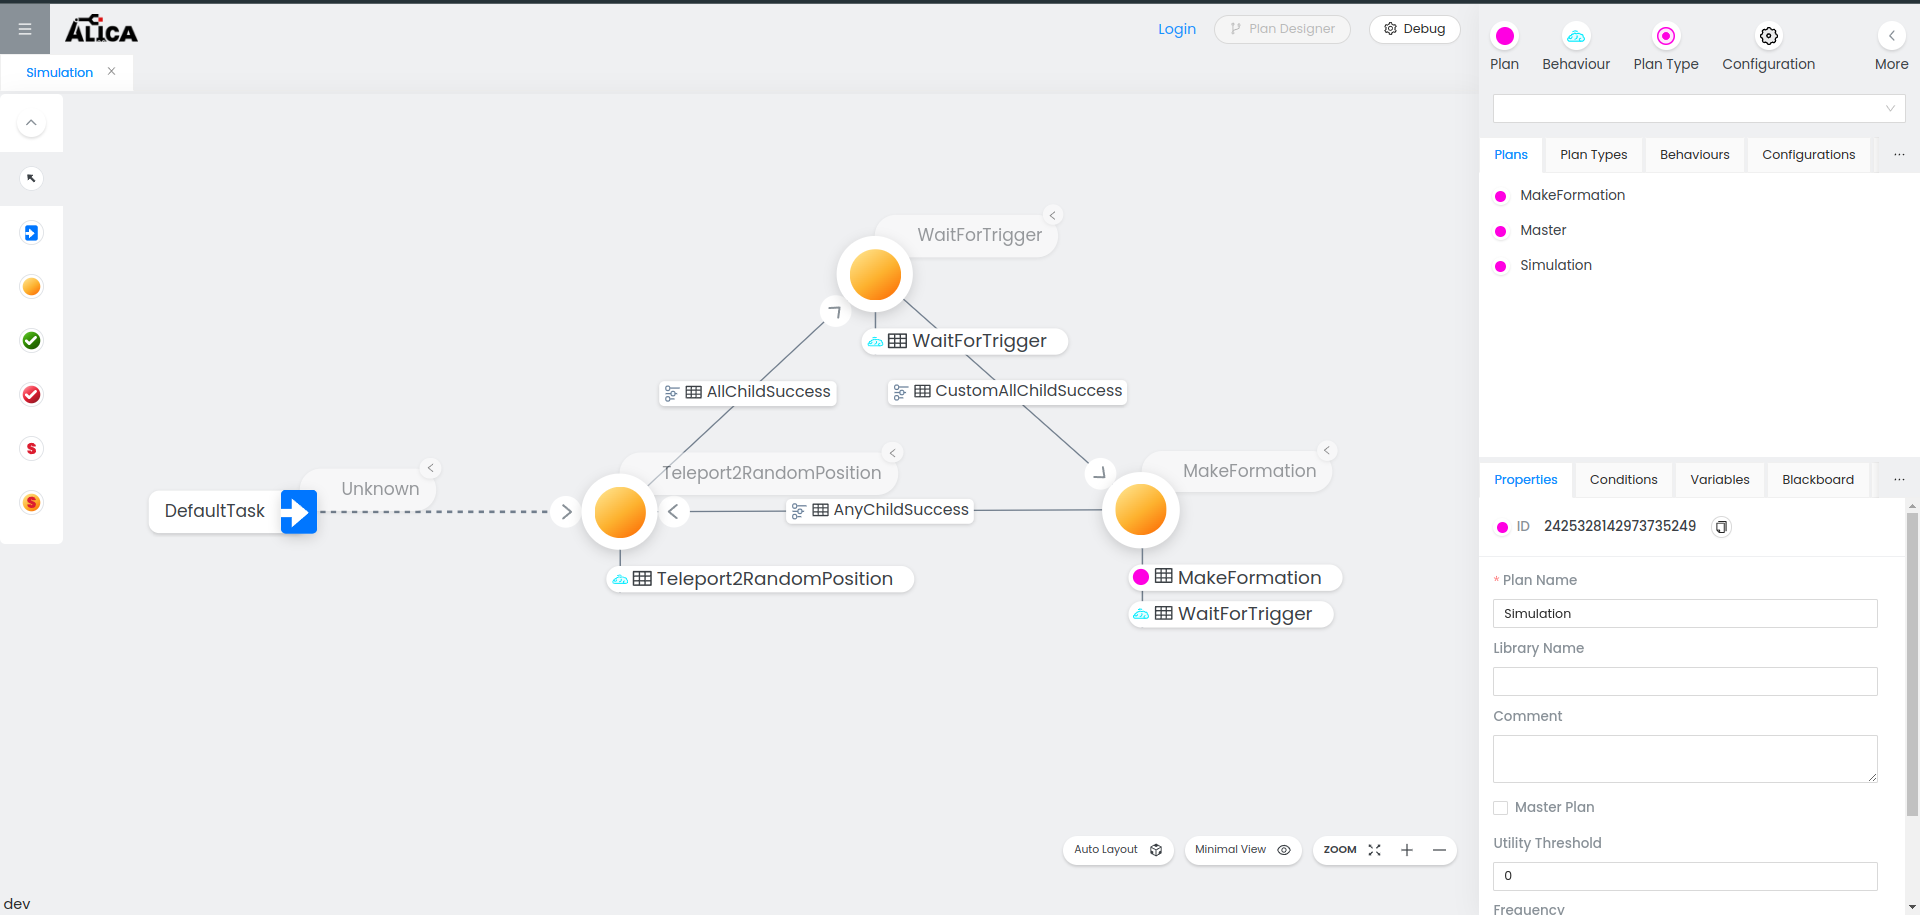 ALICA
Login
Plan Designer
Debug
Plan
Behaviour
Plan Type
Configuration
More
Simulation
Plans
Plan Types
Behaviours
Configurations
MakeFormation
Master
Simulation
WaitForTrigger
WaitForTrigger
AllChildSuccess
CustomAllChildSuccess
Unknown
Teleport2RandomPosition
MakeFormation
DefaultTask
AnyChildSuccess
Teleport2RandomPosition
MakeFormation
WaitForTrigger
Properties
Conditions
Variables
Blackboard
ID 2425328142973735249
* Plan Name
Simulation
Library Name
Comment
Master Plan
Utility Threshold
0
Frequency
Auto Layout
Minimal View
ZOOM
dev